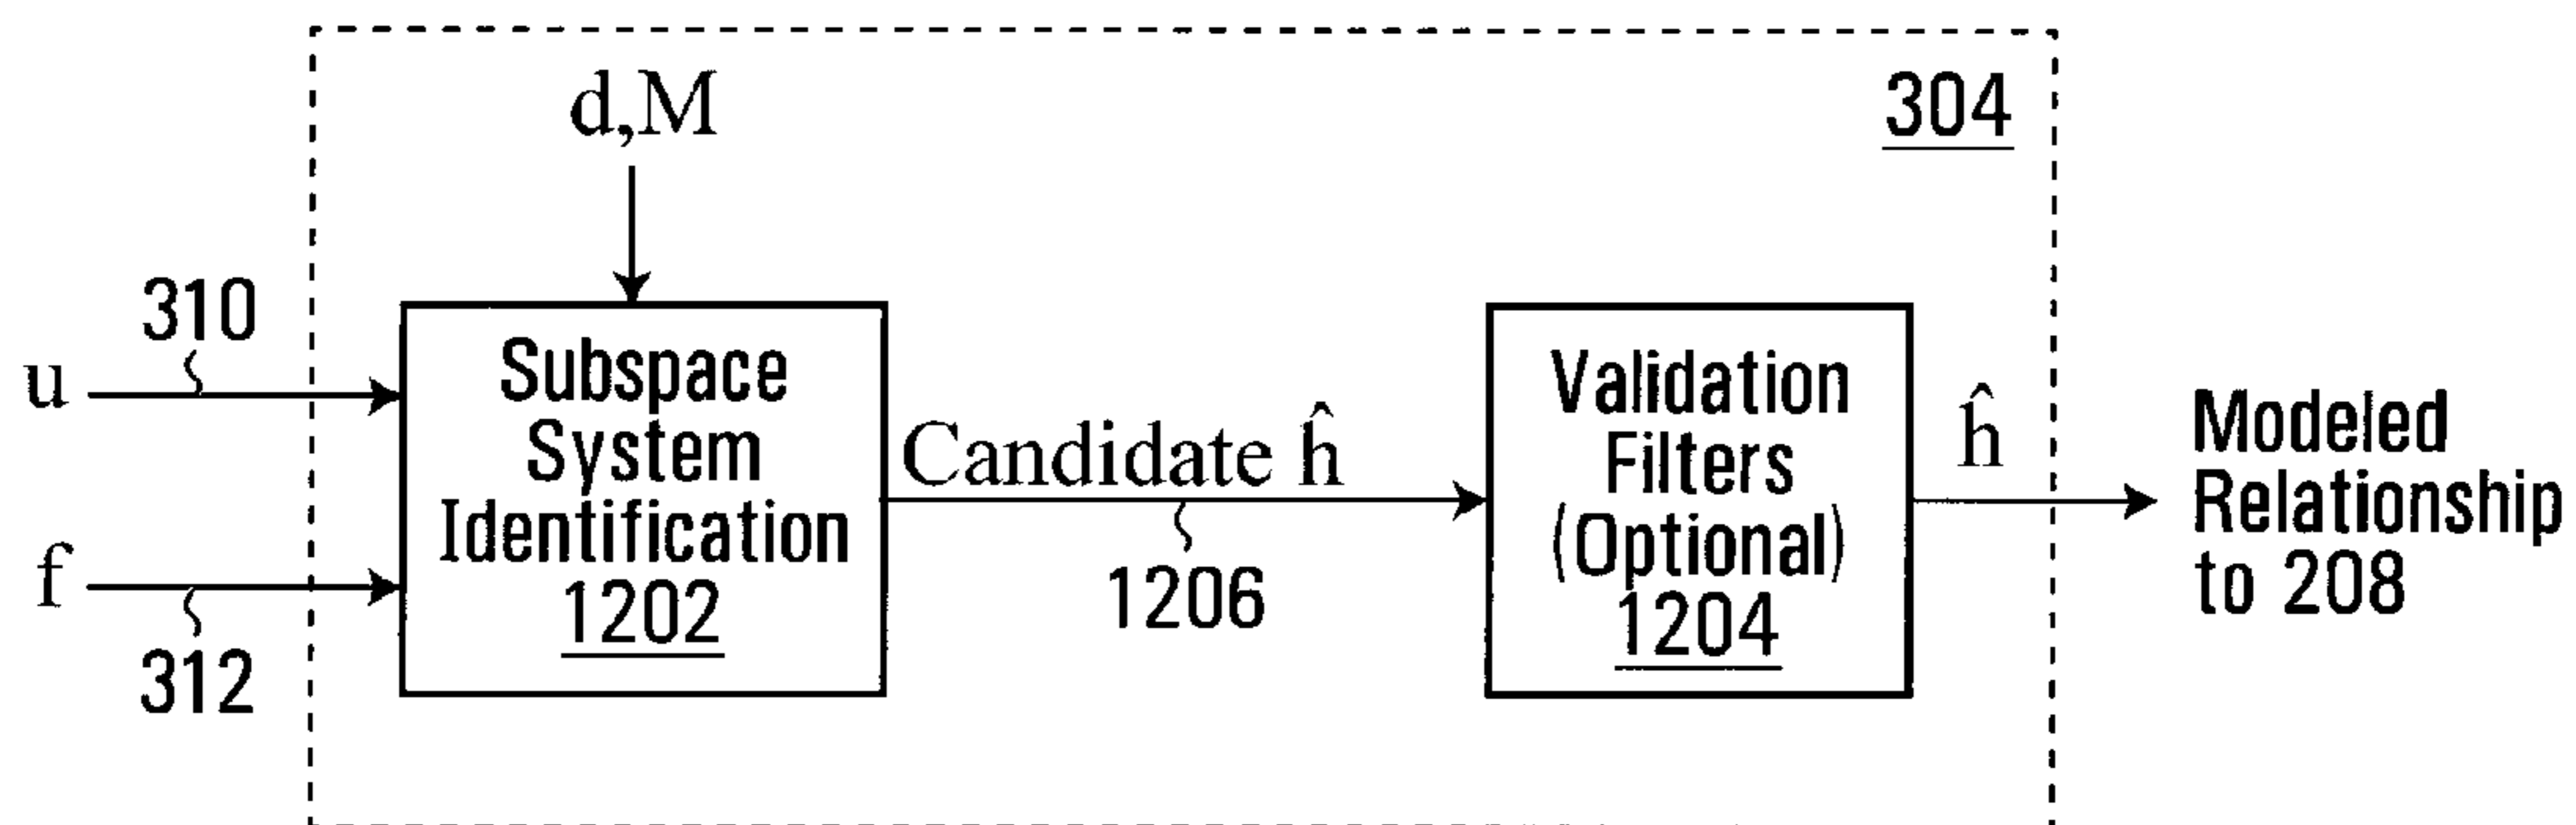 304
d,M
310
u
f
312
Subspace
System
Identification
1202
Candidate ĥ
1206
Validation
Filters
(Optional)
1204
ĥ
Modeled
Relationship
to 208